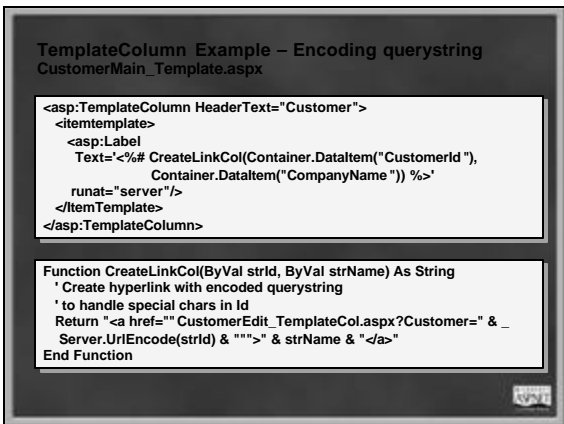 TemplateColumn Example – Encoding querystring
CustomerMain_Template.aspx
<asp:TemplateColumn HeaderText="Customer">
<itemtemplate>
<asp:Label
Text='<%# CreateLinkCol(Container.DataItem("CustomerId"),
Container.DataItem("CompanyName")) %>'
runat="server"/>
</ItemTemplate>
</asp:TemplateColumn>
Function CreateLinkCol(ByVal strId, ByVal strName) As String
' Create hyperlink with encoded querystring
' to handle special chars in Id
Return "<a href=""CustomerEdit_TemplateCol.aspx?Customer=" & _
Server.UrlEncode(strId) & """>" & strName & "</a>"
End Function
ASP.NET